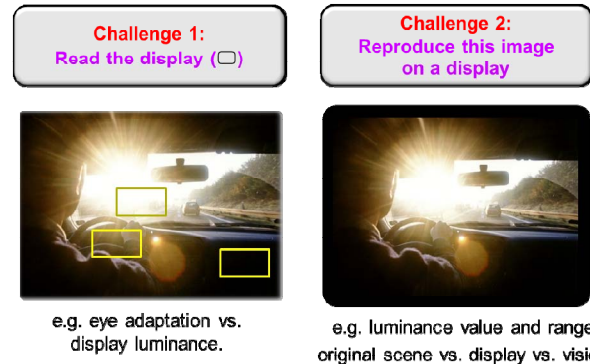 Challenge 1:
Read the display (▢)
Challenge 2:
Reproduce this image
on a display
e.g. eye adaptation vs.
display luminance.
e.g. luminance value and range
original scene vs. display vs.